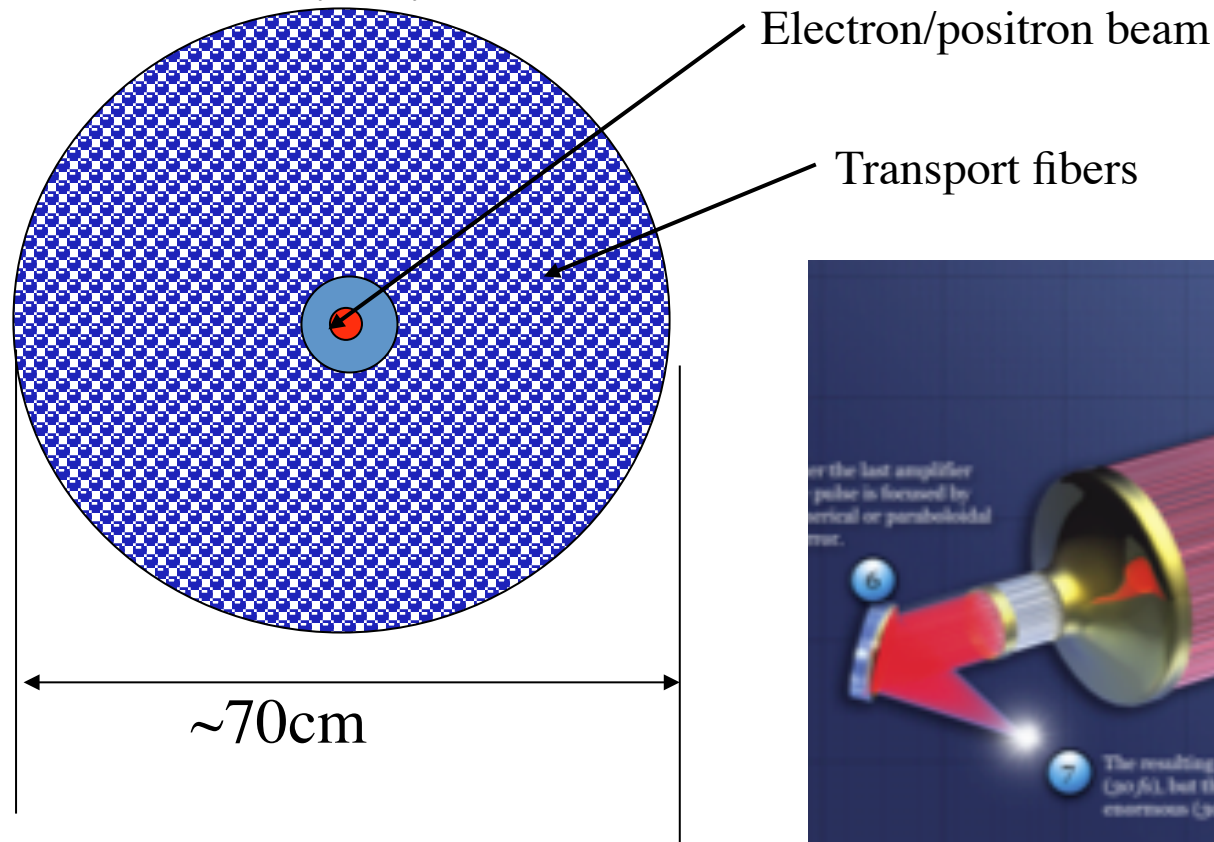 Electron/positron beam
Transport fibers
~70cm
er the last amplifier
pulse is focused by
erical or paraboloidal
6
7
The resulting
enormous